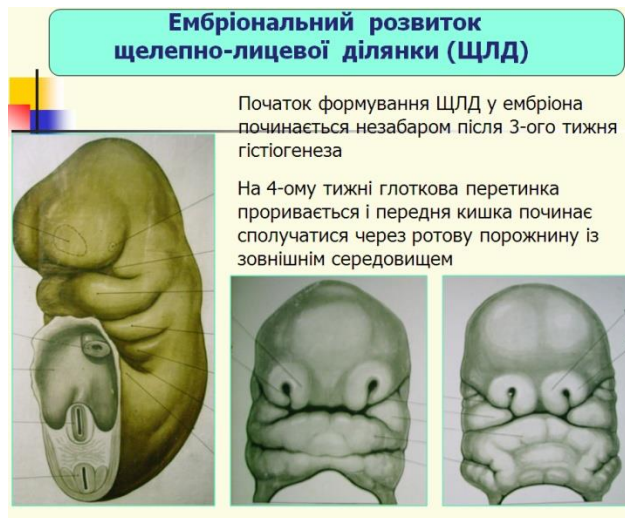 Ембріональний розвиток
щелепно-лицевої ділянки (ЩЛД)
Початок формування ЩЛД у ембріона
починається незабаром після 3-ого тижня
гістіогенеза
На 4-ому тижні глоткова перетинка
проривається і передня кишка починає
сполучатися через ротову порожнину із
зовнішнім середовищем